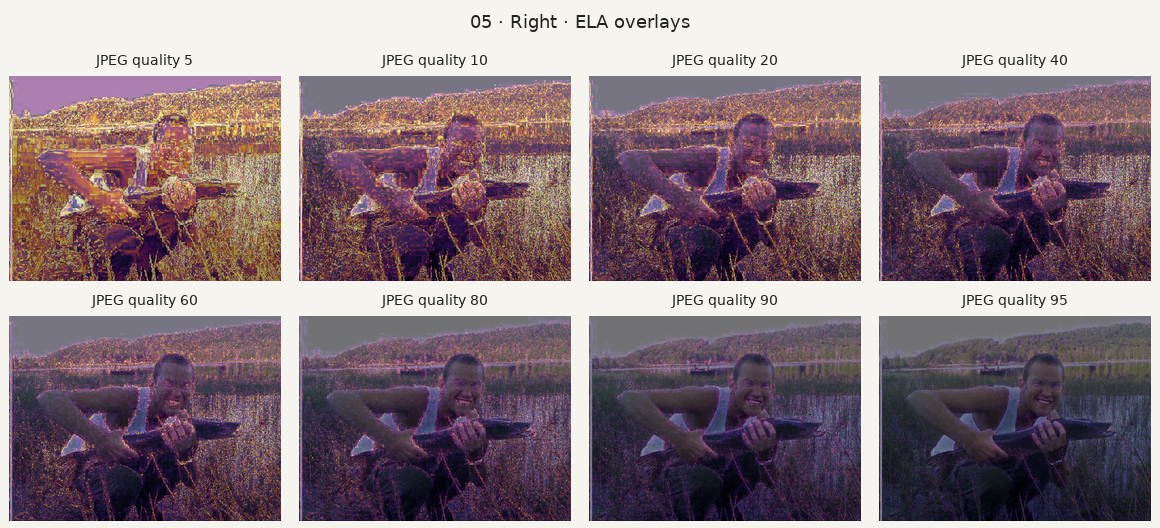 05 · Right · ELA overlays
JPEG quality 5
JPEG quality 10
JPEG quality 20
JPEG quality 40
JPEG quality 60
JPEG quality 80
JPEG quality 90
JPEG quality 95